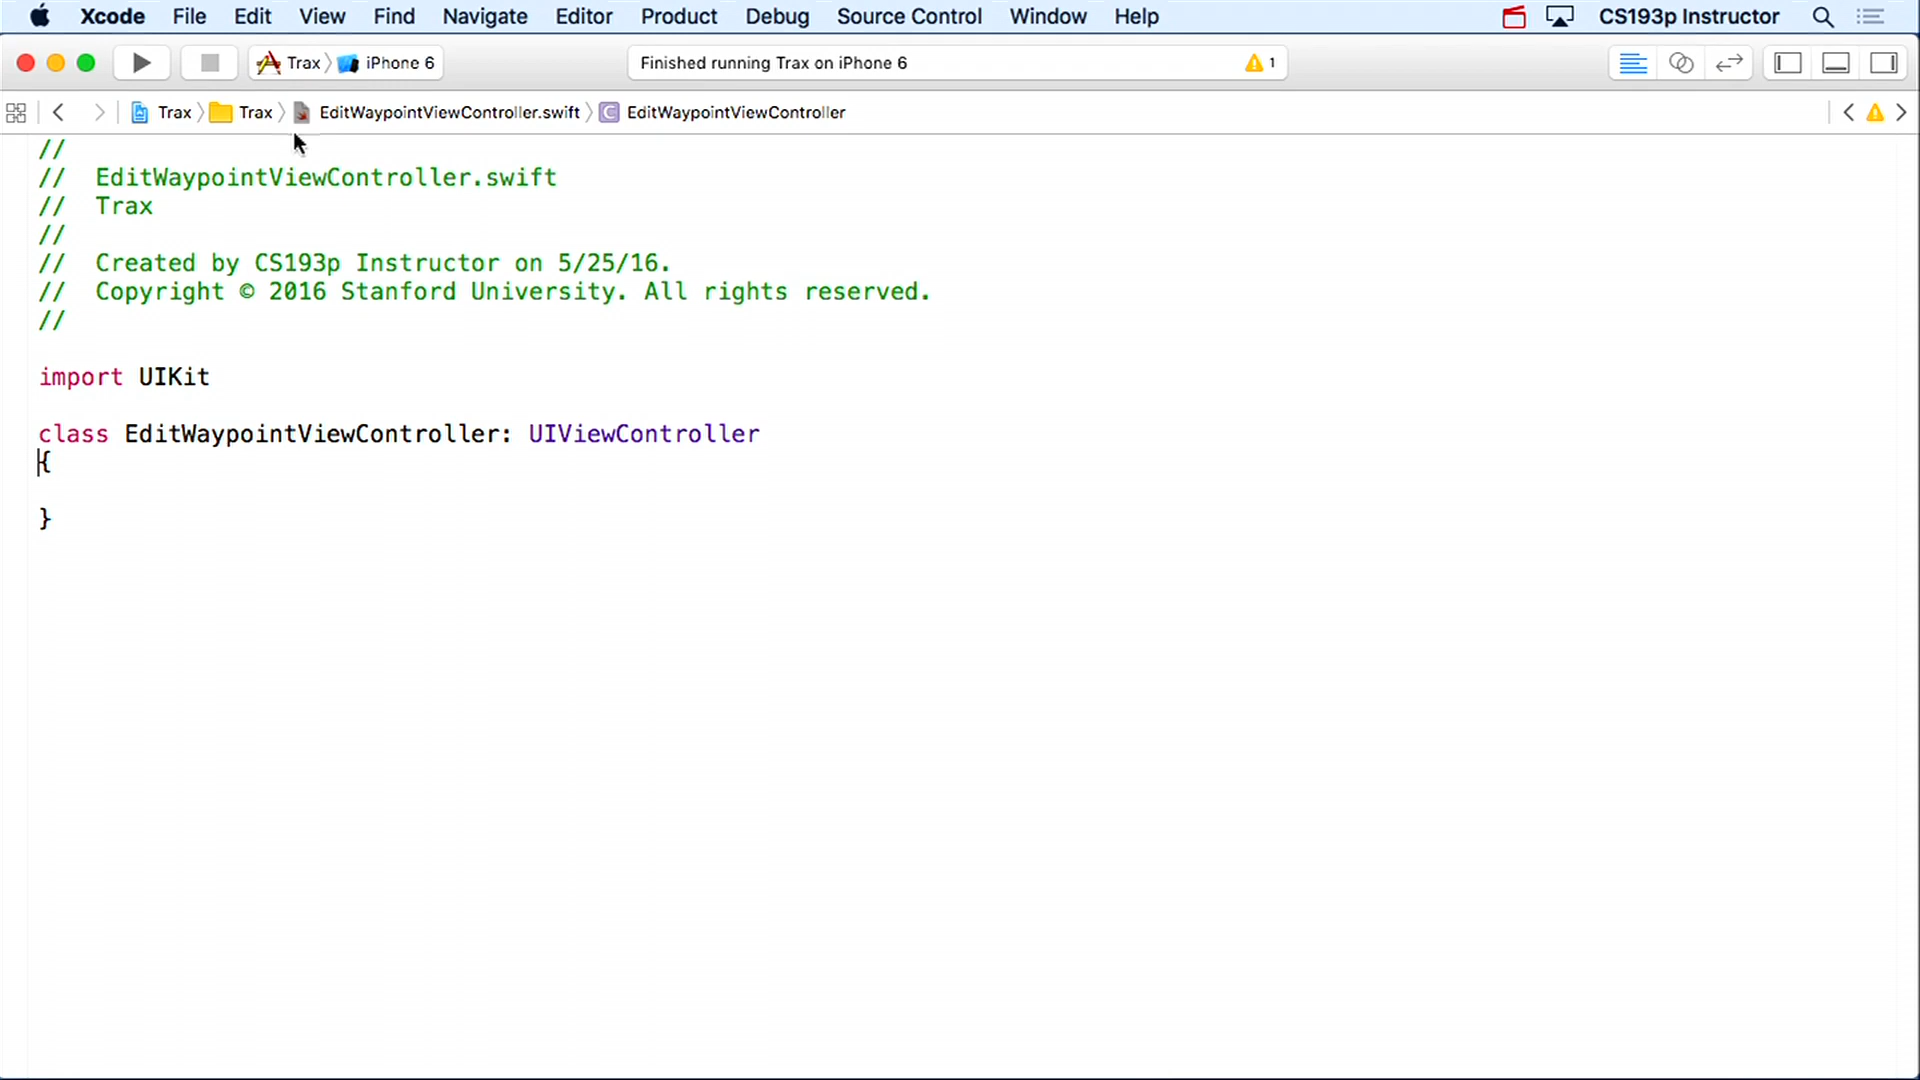 Xcode File Edit View Find Navigate Editor Product Debug Source Control Window Help CS193p Instructor
Trax iPhone 6 Finished running Trax on iPhone 6 1
Trax Trax EditWaypointViewController.swift C EditWaypointViewController
//
// EditWaypointViewController.swift
// Trax
//
// Created by CS193p Instructor on 5/25/16.
// Copyright © 2016 Stanford University. All rights reserved.
//
import UIKit
class EditWaypointViewController: UIViewController
{
}